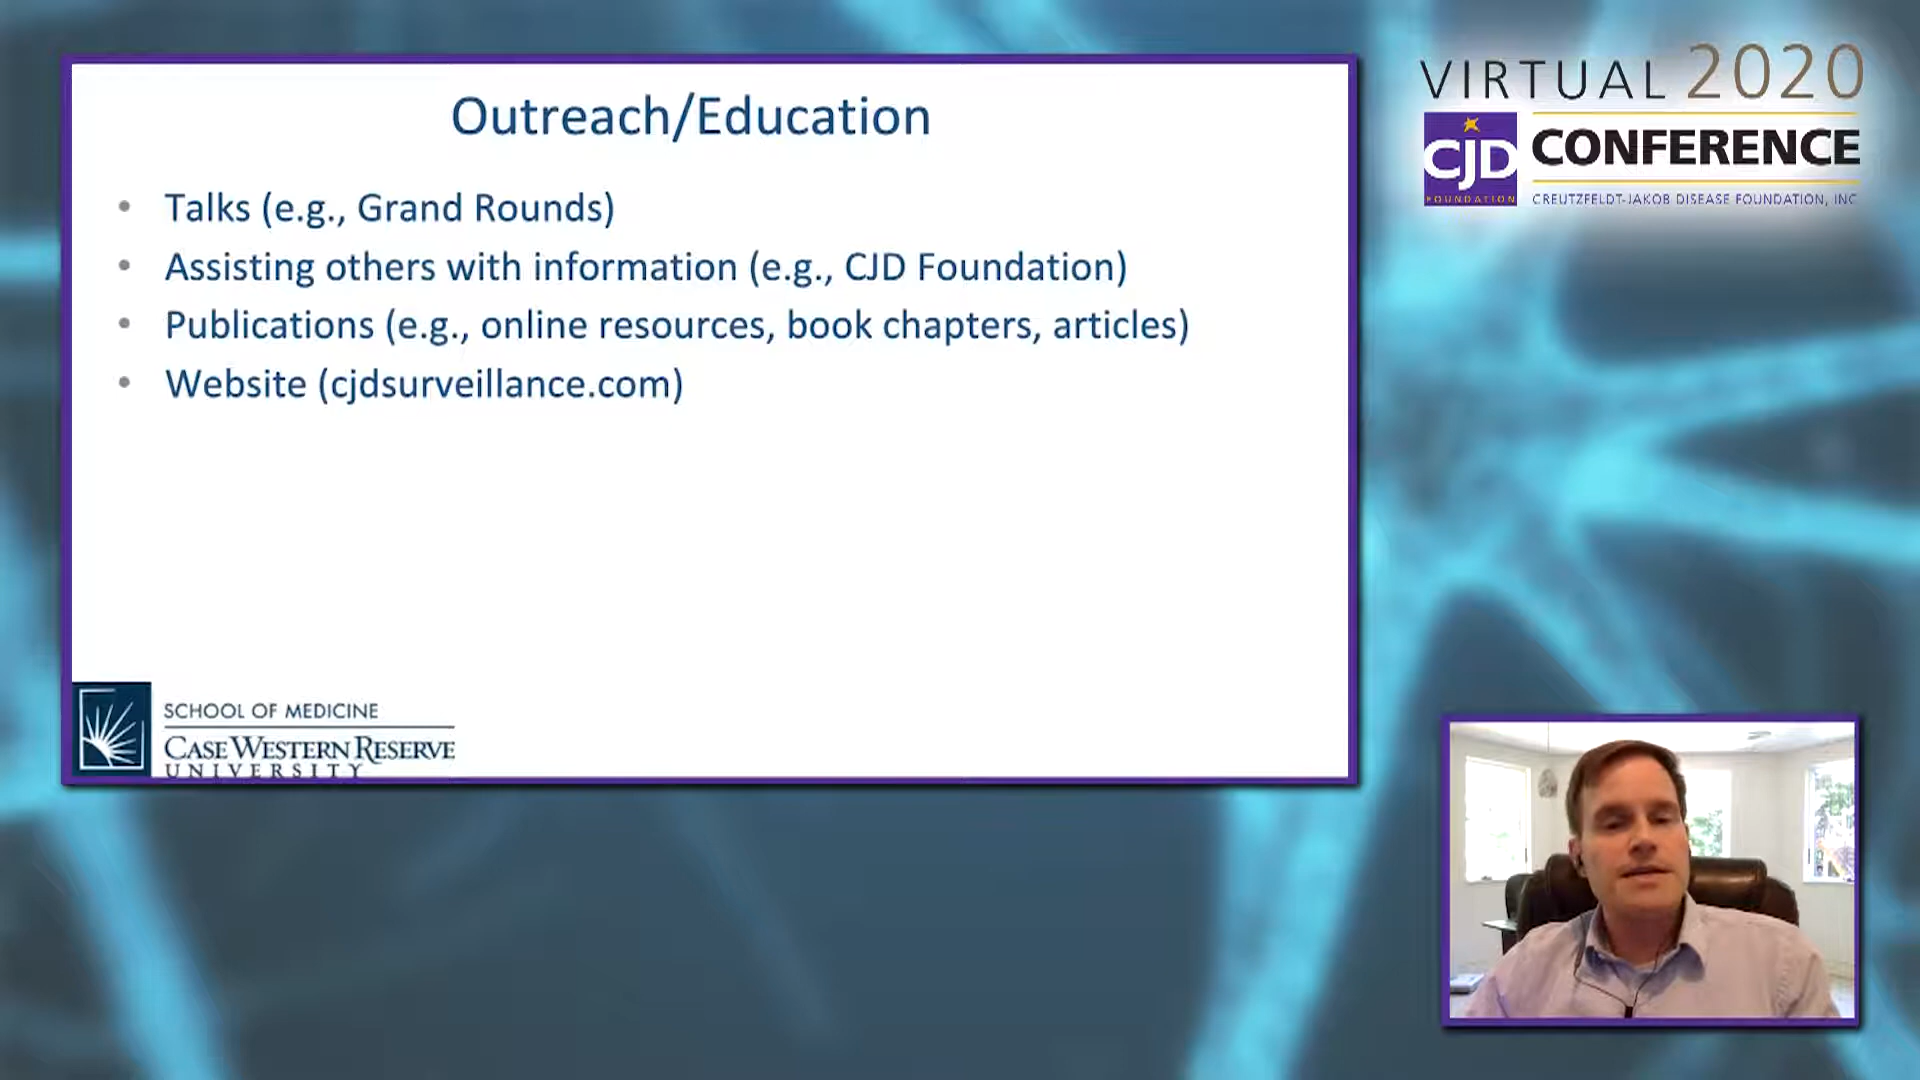 Outreach/Education
• Talks (e.g., Grand Rounds)
• Assisting others with information (e.g., CJD Foundation)
• Publications (e.g., online resources, book chapters, articles)
• Website (cjdsurveillance.com)
SCHOOL OF MEDICINE
CASE WESTERN RESERVE
UNIVERSITY
VIRTUAL 2020
CJD
FOUNDATION
CONFERENCE
CREUTZFELDT-JAKOB DISEASE FOUNDATION, INC